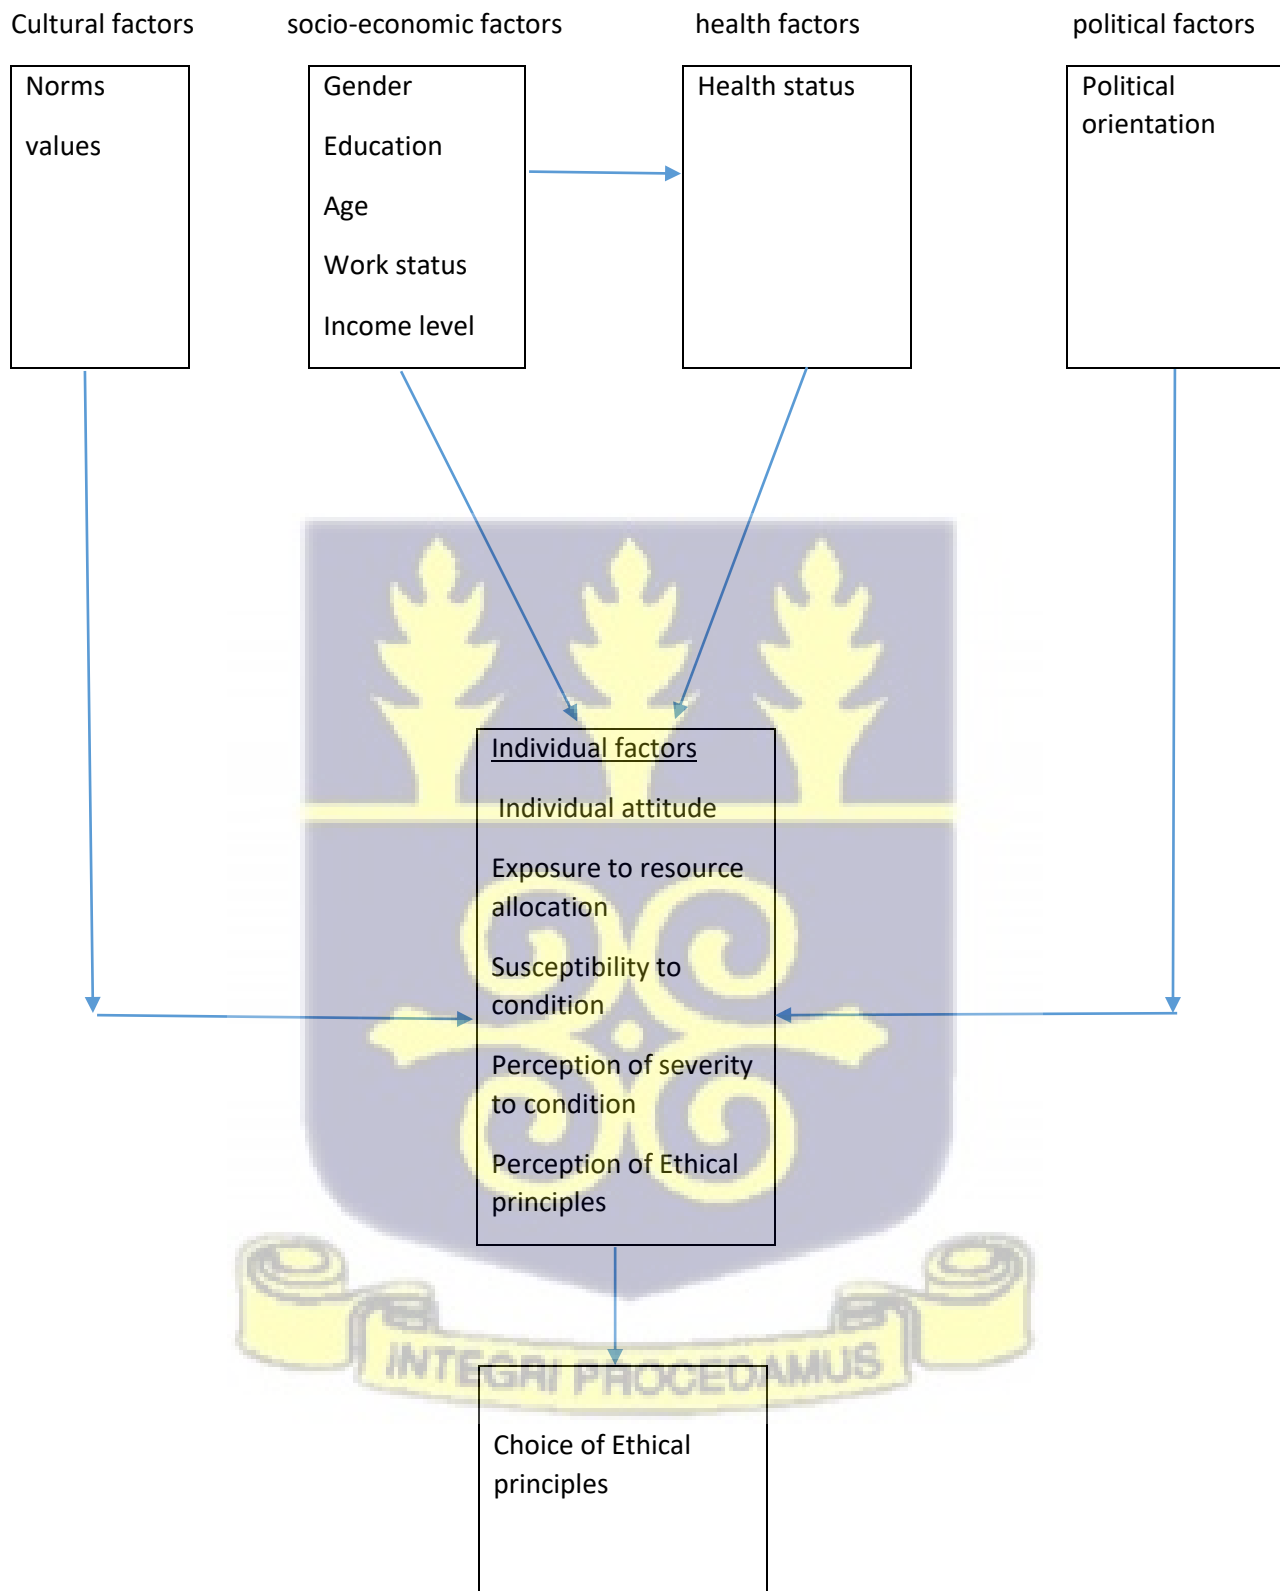 Cultural factors
socio-economic factors
health factors
political factors
Norms
values
Gender
Education
Age
Work status
Income level
Health status
Political
orientation
Individual factors
Individual attitude
Exposure to resource
allocation
Susceptibility to
condition
Perception of severity
to condition
Perception of Ethical
principles
INTEGRI PROCEDAMUS
Choice of Ethical
principles